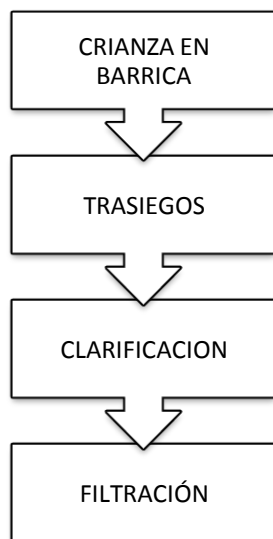 CRIANZA EN
BARRICA
TRASIEGOS
CLARIFICACION
FILTRACIÓN